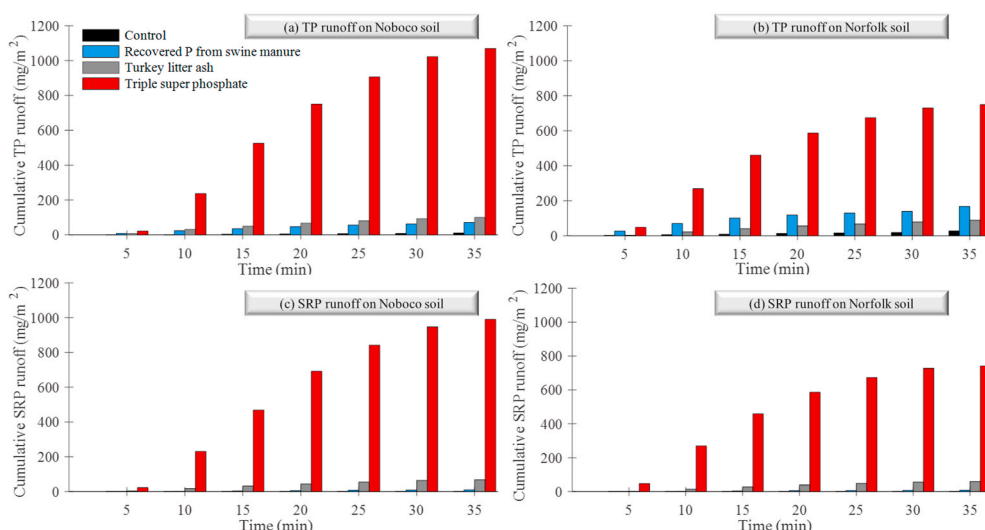 Control
Recovered P from swine manure
Turkey litter ash
Triple super phosphate
(a) TP runoff on Noboco soil
Cumulative TP runoff (mg/m²)
1200
1000
800
600
400
200
0
5 10 15 20 25 30 35
Time (min)
(b) TP runoff on Norfolk soil
Cumulative TP runoff (mg/m²)
1200
1000
800
600
400
200
0
5 10 15 20 25 30 35
Time (min)
(c) SRP runoff on Noboco soil
Cumulative SRP runoff (mg/m²)
1200
1000
800
600
400
200
0
5 10 15 20 25 30 35
Time (min)
(d) SRP runoff on Norfolk soil
Cumulative SRP runoff (mg/m²)
1200
1000
800
600
400
200
0
5 10 15 20 25 30 35
Time (min)